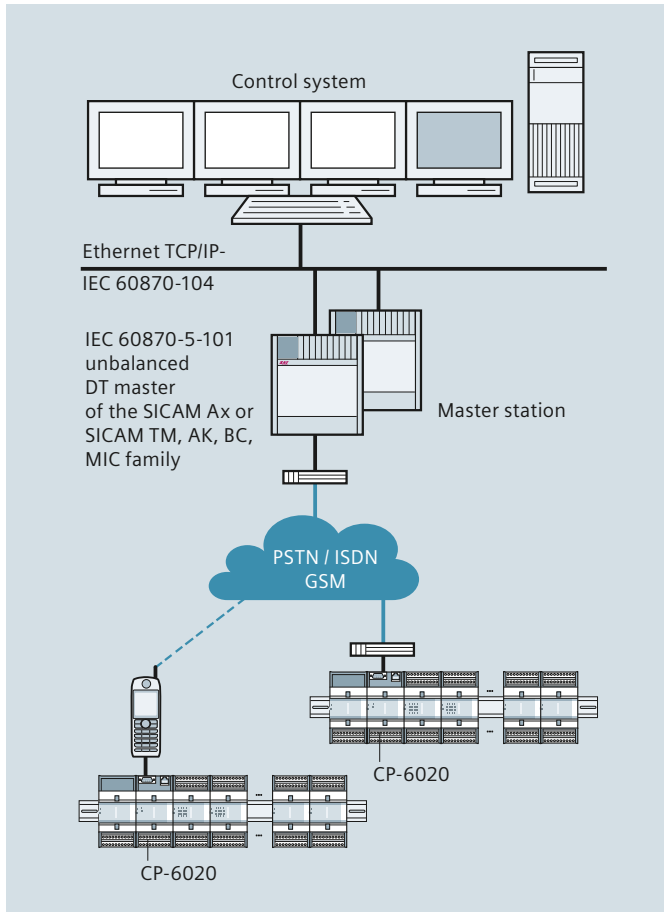 Control system
Ethernet TCP/IP-
IEC 60870-104
IEC 60870-5-101
unbalanced
DT master
of the SICAM Ax or
SICAM TM, AK, BC,
MIC family
Master station
PSTN / ISDN
GSM
CP-6020
CP-6020